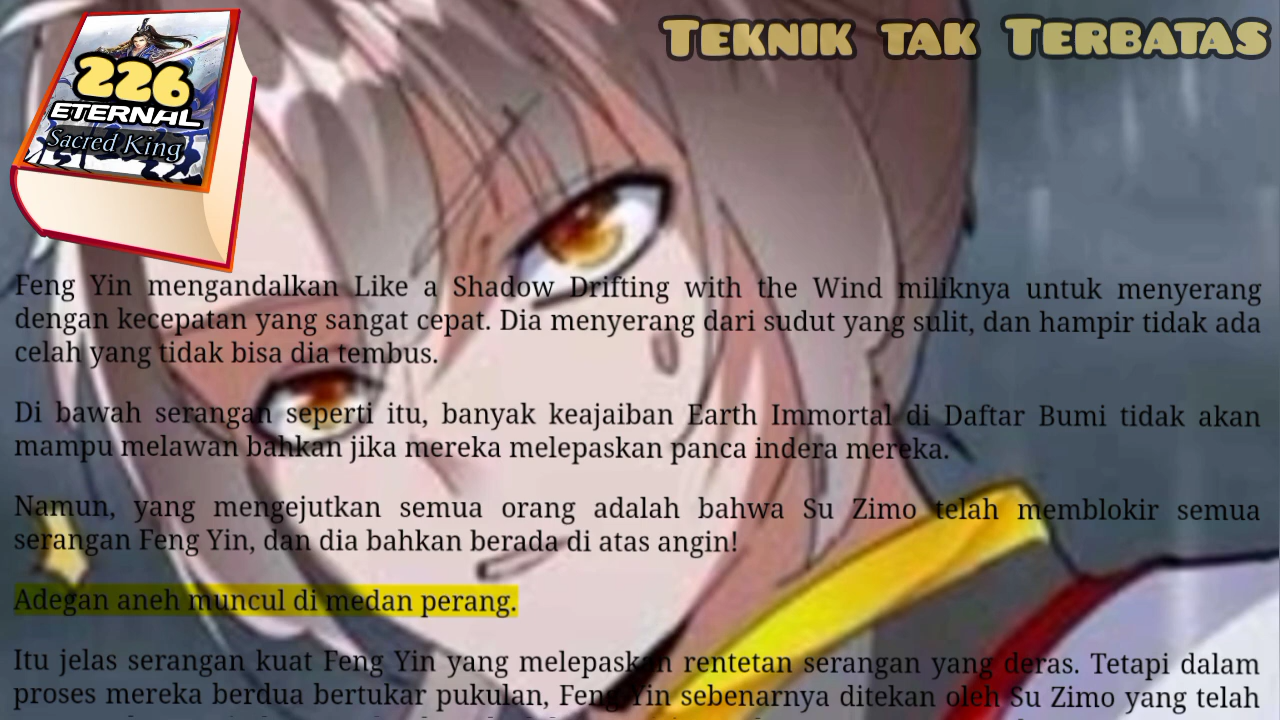 Teknik tak Terbatas
226
ETERNAL
Sacred King
Feng Yin mengandalkan Like a Shadow Drifting with the Wind miliknya untuk menyerang
dengan kecepatan yang sangat cepat. Dia menyerang dari sudut yang sulit, dan hampir tidak ada
celah yang tidak bisa dia tembus.
Di bawah serangan seperti itu, banyak keajaiban Earth Immortal di Daftar Bumi tidak akan
mampu melawan bahkan jika mereka melepaskan panca indera mereka.
Namun, yang mengejutkan semua orang adalah bahwa Su Zimo telah memblokir semua
serangan Feng Yin, dan dia bahkan berada di atas angin!
Adegan aneh muncul di medan perang.
Itu jelas serangan kuat Feng Yin yang melepaskan rentetan serangan yang deras. Tetapi dalam
proses mereka berdua bertukar pukulan, Feng Yin sebenarnya ditekan oleh Su Zimo yang telah